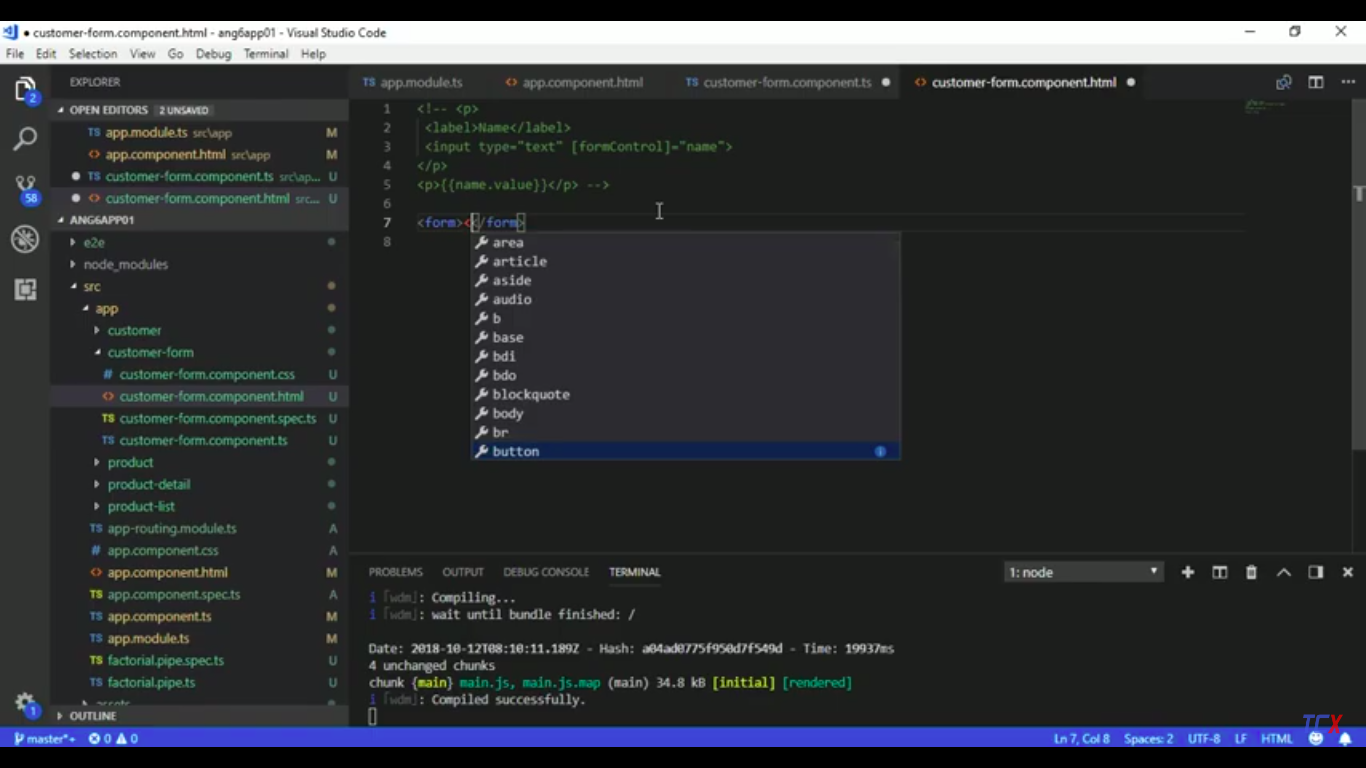 customer-form.component.html - ang6app01 - Visual Studio Code
File Edit Selection View Go Debug Terminal Help
EXPLORER
OPEN EDITORS 2 UNSAVED
TS app.module.ts src\app M
<> app.component.html src\app M
TS customer-form.component.ts src\ap... U
<> customer-form.component.html src... U
ANG6APP01
e2e
node_modules
src
app
customer
customer-form
# customer-form.component.css U
<> customer-form.component.html U
TS customer-form.component.spec.ts U
TS customer-form.component.ts U
product
product-detail
product-list
TS app-routing.module.ts A
# app.component.css A
<> app.component.html M
TS app.component.spec.ts A
TS app.component.ts M
TS app.module.ts M
TS factorial.pipe.spec.ts U
TS factorial.pipe.ts U
assets
OUTLINE
2
58
1
TS app.module.ts <> app.component.html TS customer-form.component.ts <> customer-form.component.html
1 <!-- <p>
2 <label>Name</label>
3 <input type="text" [formControl]="name">
4 </p>
5 <p>{{name.value}}</p> -->
6
7 <form><</form>
8
area
article
aside
audio
b
base
bdi
bdo
blockquote
body
br
button
PROBLEMS OUTPUT DEBUG CONSOLE TERMINAL 1: node
i ｢wdm｣: Compiling...
i ｢wdm｣: wait until bundle finished: /
Date: 2018-10-12T08:10:11.189Z - Hash: a04ad0775f950d7f549d - Time: 19937ms
4 unchanged chunks
chunk {main} main.js, main.js.map (main) 34.8 kB [initial] [rendered]
i ｢wdm｣: Compiled successfully.
TCX
master*+ 0 0 Ln 7, Col 8 Spaces: 2 UTF-8 LF HTML